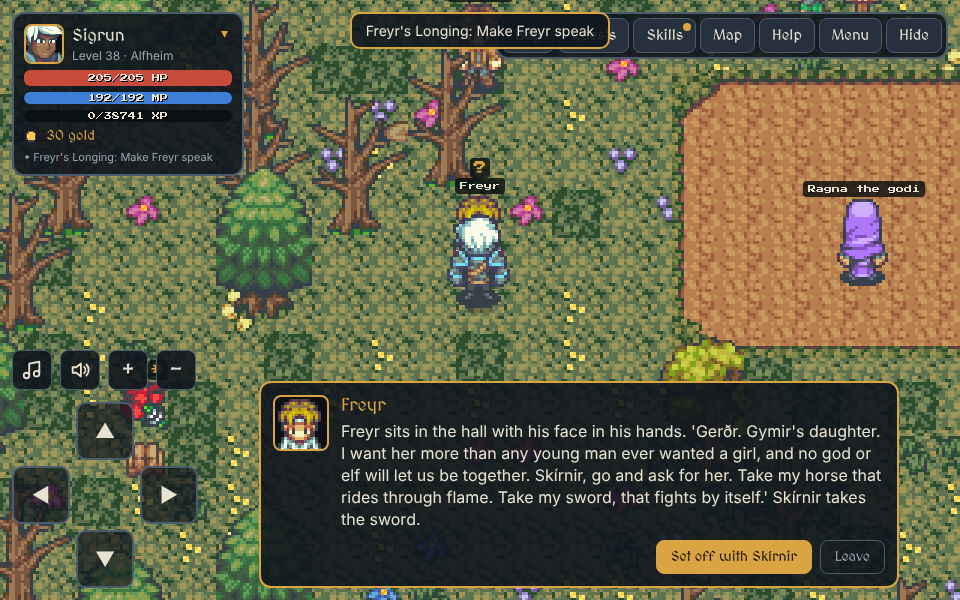 Sigrun
Level 38 · Alfheim
205/205 HP
192/192 MP
0/38741 XP
30 gold
• Freyr's Longing: Make Freyr speak
Freyr's Longing: Make Freyr speak
Skills
Map
Help
Menu
Hide
?
Freyr
Ragna the godi
+
−
Freyr
Freyr sits in the hall with his face in his hands. 'Gerðr. Gymir's daughter.
I want her more than any young man ever wanted a girl, and no god or
elf will let us be together. Skírnir, go and ask for her. Take my horse that
rides through flame. Take my sword, that fights by itself.' Skírnir takes
the sword.
Set off with Skírnir
Leave